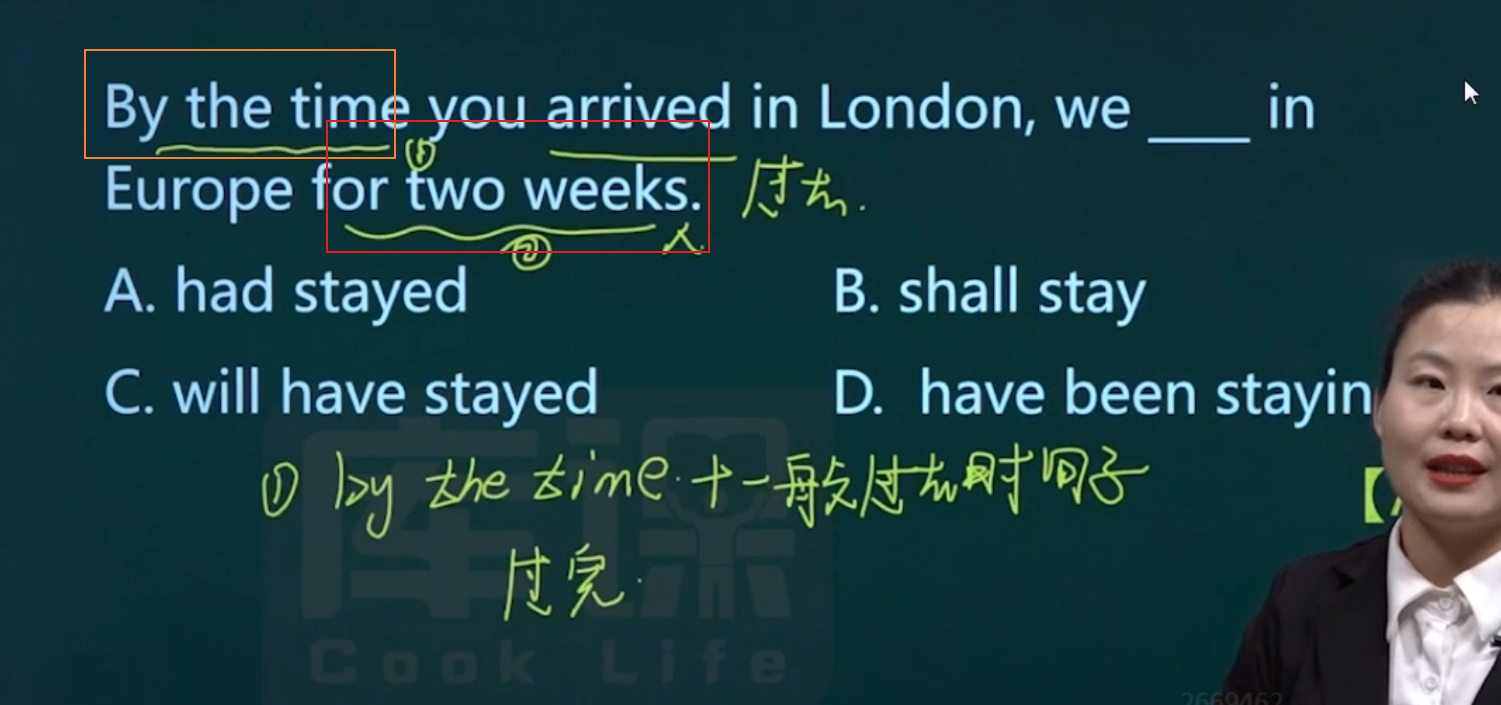 By the time you arrived in London, we ____ in
①
Europe for two weeks. 过去.
②
A. had stayed B. shall stay
C. will have stayed D. have been stayin
① by the time + 一般过去时句子
【
过完.
库课
Cook Life
2669462